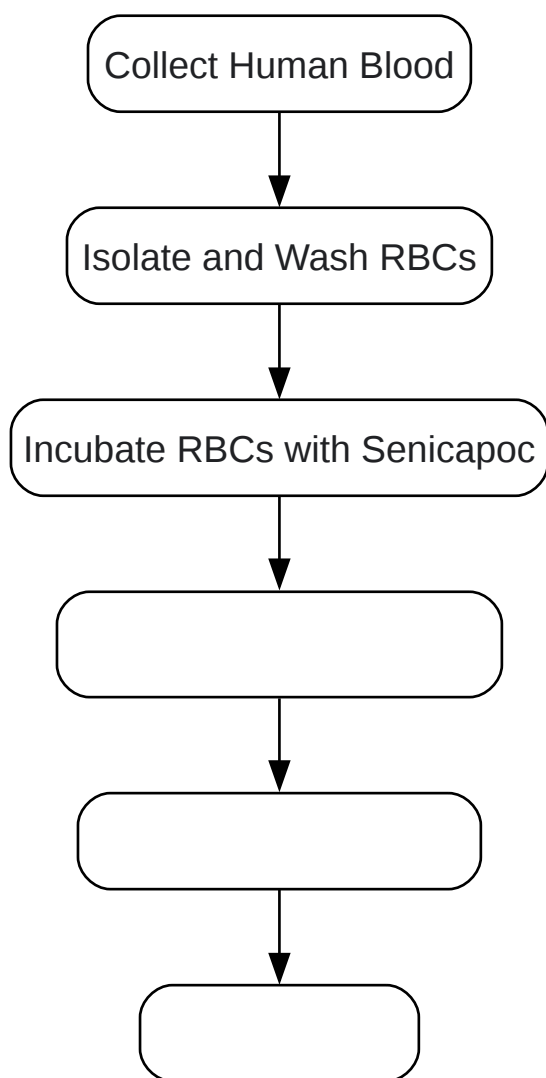 Collect Human Blood
Isolate and Wash RBCs
Incubate RBCs with Senicapoc